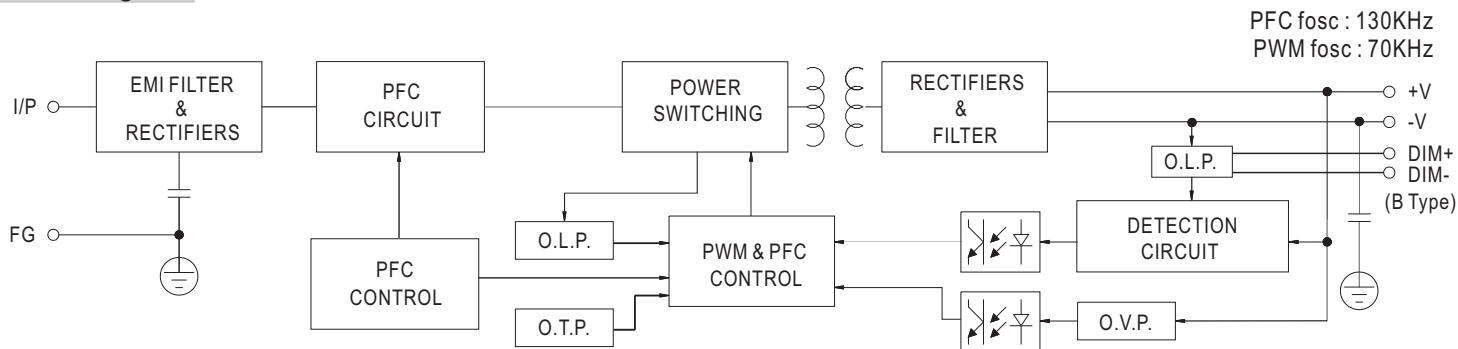 PFC fosc : 130KHz
PWM fosc : 70KHz
I/P
EMI FILTER
&
RECTIFIERS
PFC
CIRCUIT
POWER
SWITCHING
RECTIFIERS
&
FILTER
+V
-V
O.L.P.
DIM+
DIM-
(B Type)
FG
O.L.P.
PFC
CONTROL
PWM & PFC
CONTROL
DETECTION
CIRCUIT
O.T.P.
O.V.P.